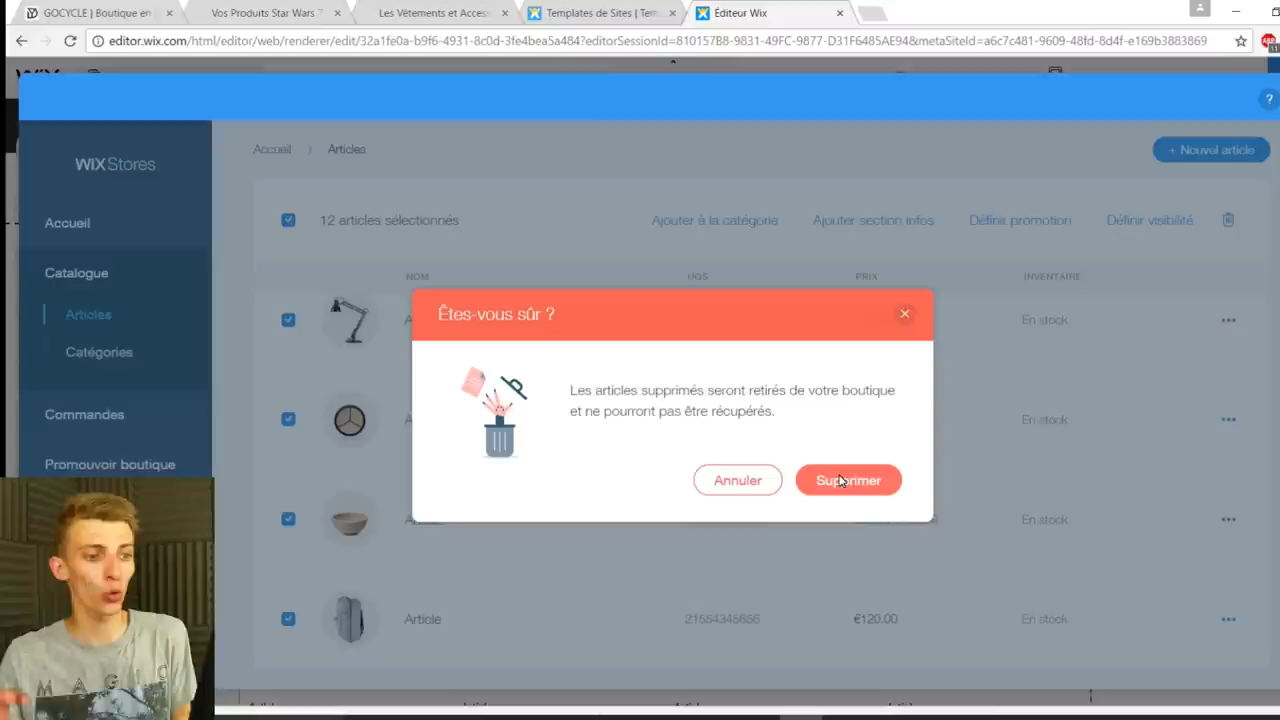 GOCYCLE | Boutique en
Vos Produits Star Wars
Les Vêtements et Access
Templates de Sites | Tem
Éditeur Wix
editor.wix.com/html/editor/web/renderer/edit/32a1fe0a-b9f6-4931-8c0d-3fe4bea5a484?editorSessionId=810157B8-9831-49FC-9877-D31F6485AE94&metaSiteId=a6c7c481-9609-48fd-8d4f-e169b3883869
?
WIX Stores
Accueil
Catalogue
Articles
Catégories
Commandes
Promouvoir boutique
Accueil > Articles
+ Nouvel article
12 articles sélectionnés
Ajouter à la catégorie
Ajouter section infos
Définir promotion
Définir visibilité
NOM
UGS
PRIX
INVENTAIRE
En stock
En stock
En stock
Article
21554345656
€120.00
En stock
Êtes-vous sûr ?
Les articles supprimés seront retirés de votre boutique
et ne pourront pas être récupérés.
Annuler
Supprimer
MAGIC